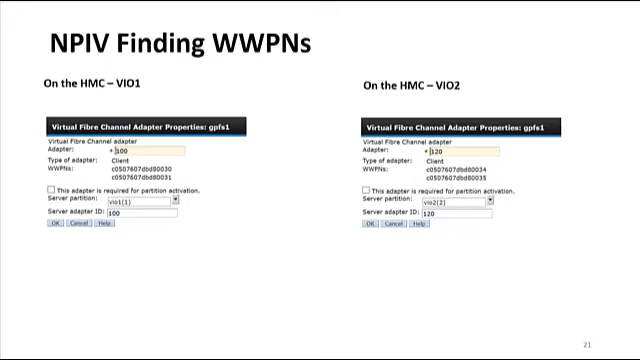 NPIV Finding WWPNs
On the HMC – VIO1
Virtual Fibre Channel Adapter Properties: gpfs1
Virtual Fibre Channel adapter
Adapter: * 100
Type of adapter: Client
WWPNs: c0507607dbd80030
c0507607dbd80031
This adapter is required for partition activation.
Server partition: vio1(1)
Server adapter ID: 100
OK Cancel Help
On the HMC – VIO2
Virtual Fibre Channel Adapter Properties: gpfs1
Virtual Fibre Channel adapter
Adapter: * 120
Type of adapter: Client
WWPNs: c0507607dbd80034
c0507607dbd80035
This adapter is required for partition activation.
Server partition: vio2(2)
Server adapter ID: 120
OK Cancel Help
21